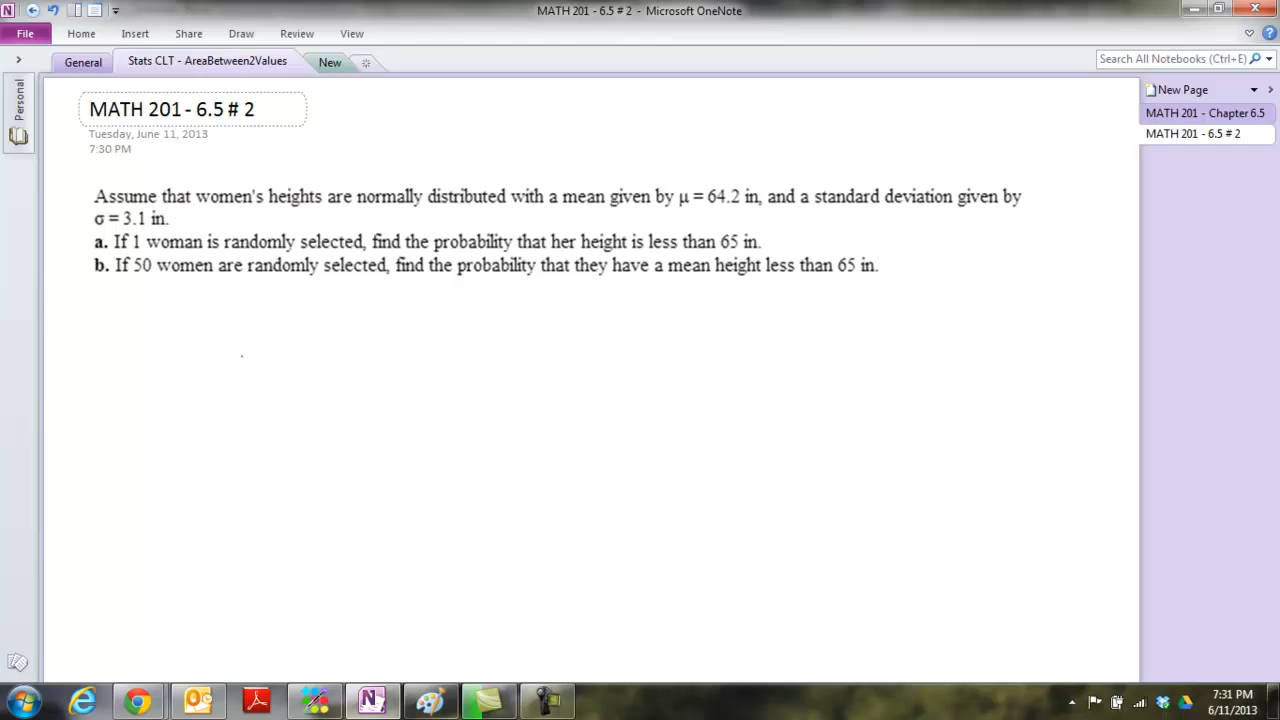 MATH 201 - 6.5 # 2 - Microsoft OneNote
File Home Insert Share Draw Review View
General Stats CLT - AreaBetween2Values New
Search All Notebooks (Ctrl+E)
Personal
New Page
MATH 201 - Chapter 6.5
MATH 201 - 6.5 # 2
MATH 201 - 6.5 # 2
Tuesday, June 11, 2013
7:30 PM
Assume that women's heights are normally distributed with a mean given by μ = 64.2 in, and a standard deviation given by
σ = 3.1 in.
a. If 1 woman is randomly selected, find the probability that her height is less than 65 in.
b. If 50 women are randomly selected, find the probability that they have a mean height less than 65 in.
7:31 PM
6/11/2013